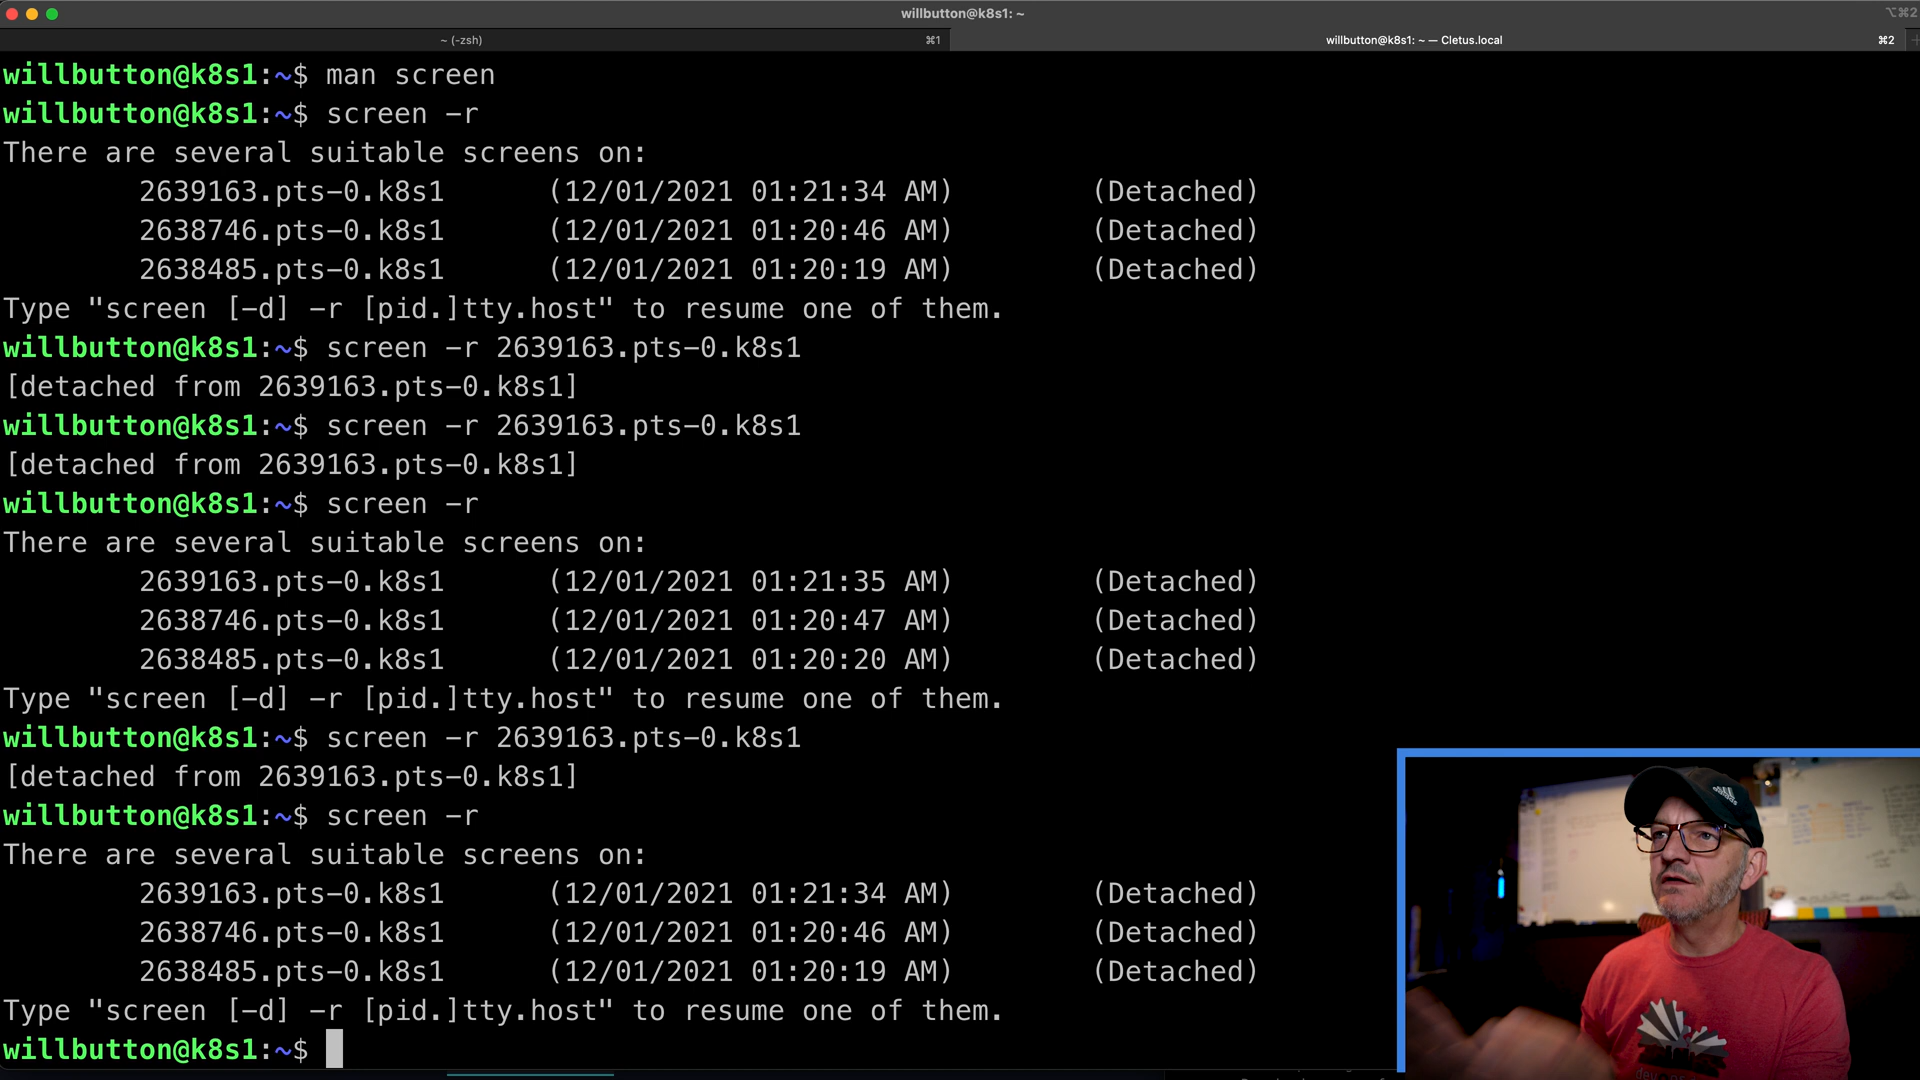 willbutton@k8s1: ~
⌥⌘2
~ (-zsh)
⌘1
willbutton@k8s1: ~ — Cletus.local
⌘2
willbutton@k8s1:~$ man screen
willbutton@k8s1:~$ screen -r
There are several suitable screens on:
2639163.pts-0.k8s1 (12/01/2021 01:21:34 AM) (Detached)
2638746.pts-0.k8s1 (12/01/2021 01:20:46 AM) (Detached)
2638485.pts-0.k8s1 (12/01/2021 01:20:19 AM) (Detached)
Type "screen [-d] -r [pid.]tty.host" to resume one of them.
willbutton@k8s1:~$ screen -r 2639163.pts-0.k8s1
[detached from 2639163.pts-0.k8s1]
willbutton@k8s1:~$ screen -r 2639163.pts-0.k8s1
[detached from 2639163.pts-0.k8s1]
willbutton@k8s1:~$ screen -r
There are several suitable screens on:
2639163.pts-0.k8s1 (12/01/2021 01:21:35 AM) (Detached)
2638746.pts-0.k8s1 (12/01/2021 01:20:47 AM) (Detached)
2638485.pts-0.k8s1 (12/01/2021 01:20:20 AM) (Detached)
Type "screen [-d] -r [pid.]tty.host" to resume one of them.
willbutton@k8s1:~$ screen -r 2639163.pts-0.k8s1
[detached from 2639163.pts-0.k8s1]
willbutton@k8s1:~$ screen -r
There are several suitable screens on:
2639163.pts-0.k8s1 (12/01/2021 01:21:34 AM) (Detached)
2638746.pts-0.k8s1 (12/01/2021 01:20:46 AM) (Detached)
2638485.pts-0.k8s1 (12/01/2021 01:20:19 AM) (Detached)
Type "screen [-d] -r [pid.]tty.host" to resume one of them.
willbutton@k8s1:~$